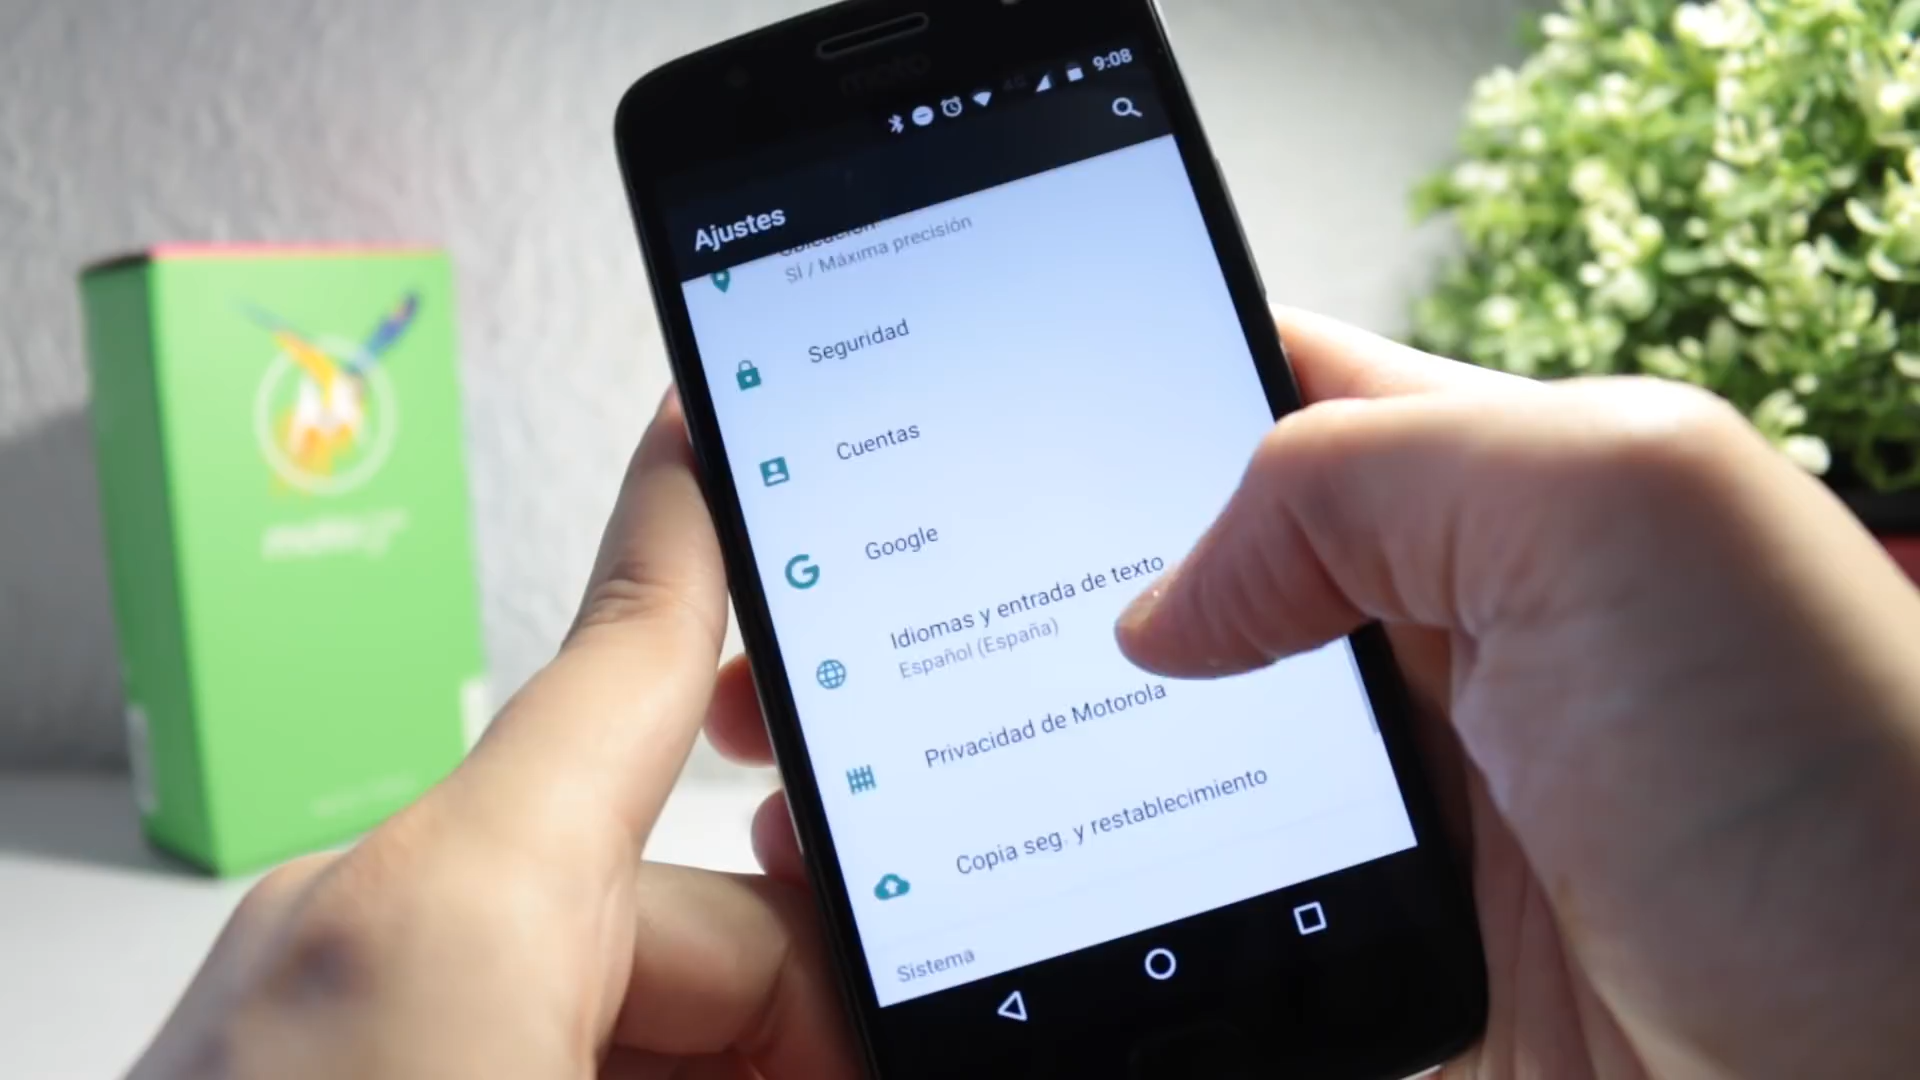 9:08
Ajustes
Ubicación
SÍ / Máxima precisión
Seguridad
Cuentas
Google
Idiomas y entrada de texto
Español (España)
Privacidad de Motorola
Copia seg. y restablecimiento
Sistema